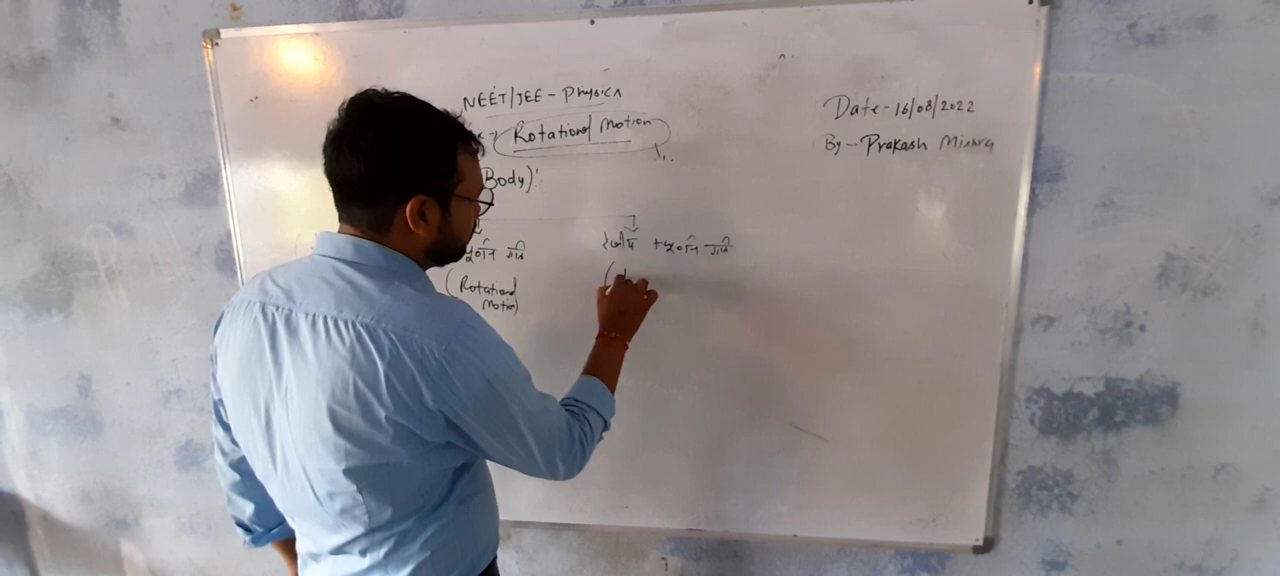 NEET/JEE - Physics
Rotational Motion
Date - 16/08/2022
By - Prakash Mishra
Body)
घूर्णन गति
रेखीय + घूर्णन गति
(Rotational
Motion)